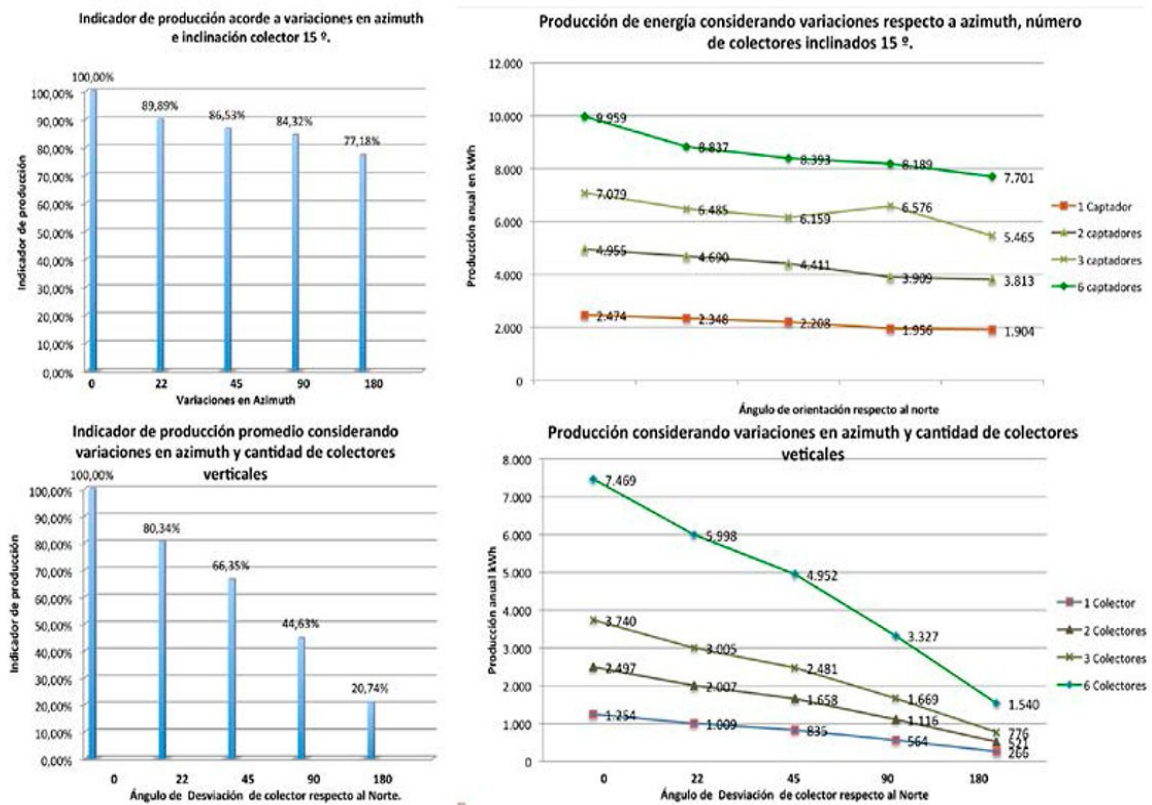 Indicador de producción acorde a variaciones en azimuth
e inclinación colector 15 º.
100,00%
89,89%
86,53%
84,32%
77,18%
100,00%
90,00%
80,00%
70,00%
60,00%
50,00%
40,00%
30,00%
20,00%
10,00%
0,00%
Indicador de producción
0 22 45 90 180
Variaciones en Azimuth
Producción de energía considerando variaciones respecto a azimuth, número
de colectores inclinados 15 º.
12.000
10.000
8.000
6.000
4.000
2.000
0
Producción anual en kWh
9.959 8.837 8.393 8.189 7.701
7.079 6.485 6.159 6.576 5.465
4.955 4.690 4.411 3.909 3.813
2.474 2.348 2.208 1.956 1.904
1 Captador
2 captadores
3 captadores
6 captadores
Ángulo de orientación respecto al norte
Indicador de producción promedio considerando
variaciones en azimuth y cantidad de colectores
verticales
100,00%
80,34%
66,35%
44,63%
20,74%
100,00%
90,00%
80,00%
70,00%
60,00%
50,00%
40,00%
30,00%
20,00%
10,00%
0,00%
Indicador de producción
0 22 45 90 180
Ángulo de Desviación de colector respecto al Norte.
Producción considerando variaciones en azimuth y cantidad de colectores
veticales
8.000
7.000
6.000
5.000
4.000
3.000
2.000
1.000
0
Producción anual kWh
7.469 5.998 4.952 3.327 1.540
3.740 3.005 2.481 1.669 776
2.497 2.007 1.658 1.116 521
1.254 1.009 835 564 266
1 Colector
2 Colectores
3 Colectores
6 Colectores
0 22 45 90 180
Ángulo de Desviación de colector respecto al Norte